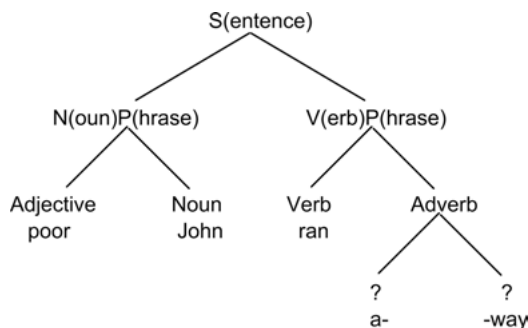 S(entence)
N(oun)P(hrase) V(erb)P(hrase)
Adjective Noun Verb Adverb
poor John ran
? ?
a- -way